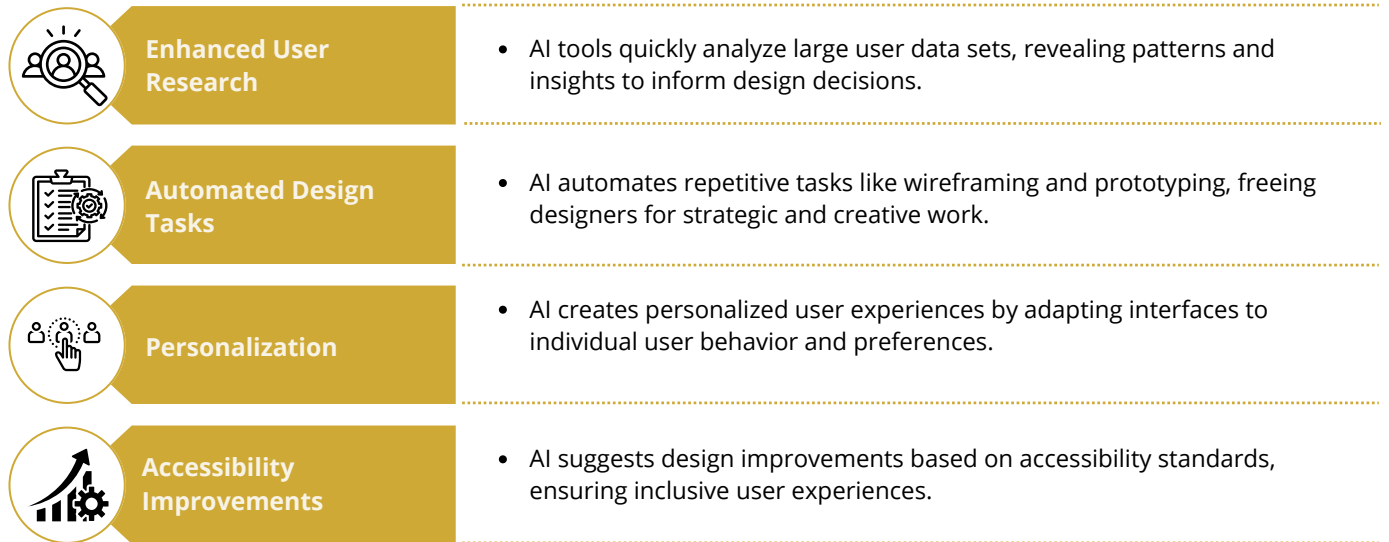 Enhanced User
Research
• AI tools quickly analyze large user data sets, revealing patterns and
insights to inform design decisions.
Automated Design
Tasks
• AI automates repetitive tasks like wireframing and prototyping, freeing
designers for strategic and creative work.
Personalization
• AI creates personalized user experiences by adapting interfaces to
individual user behavior and preferences.
Accessibility
Improvements
• AI suggests design improvements based on accessibility standards,
ensuring inclusive user experiences.